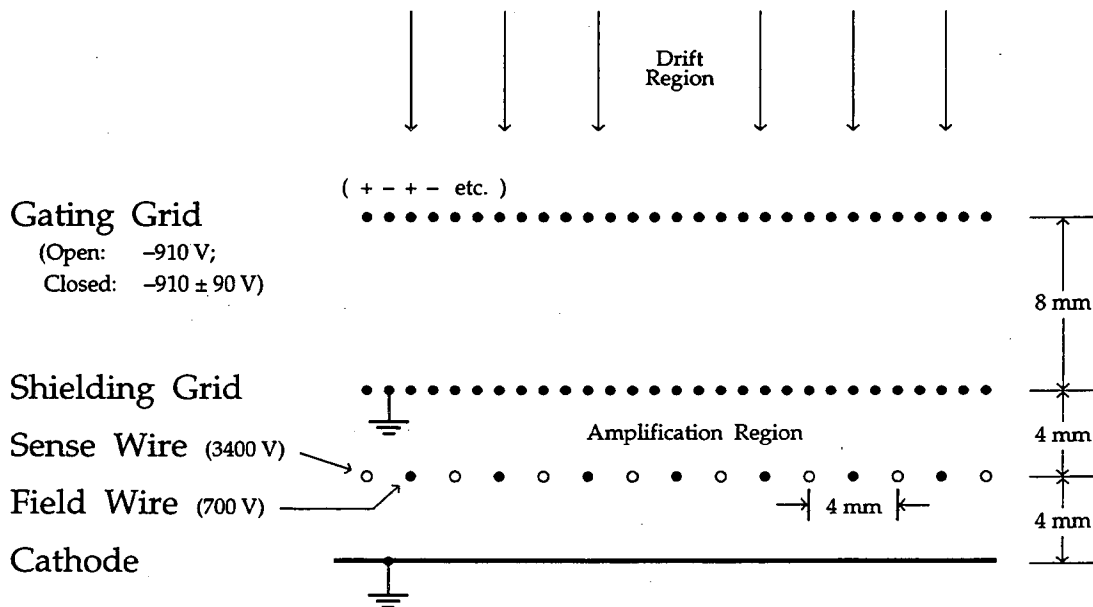 Drift
Region
( + − + − etc. )
Gating Grid
(Open: −910 V;
Closed: −910 ± 90 V)
8 mm
Shielding Grid
Amplification Region
4 mm
Sense Wire (3400 V)
Field Wire (700 V)
4 mm
4 mm
Cathode